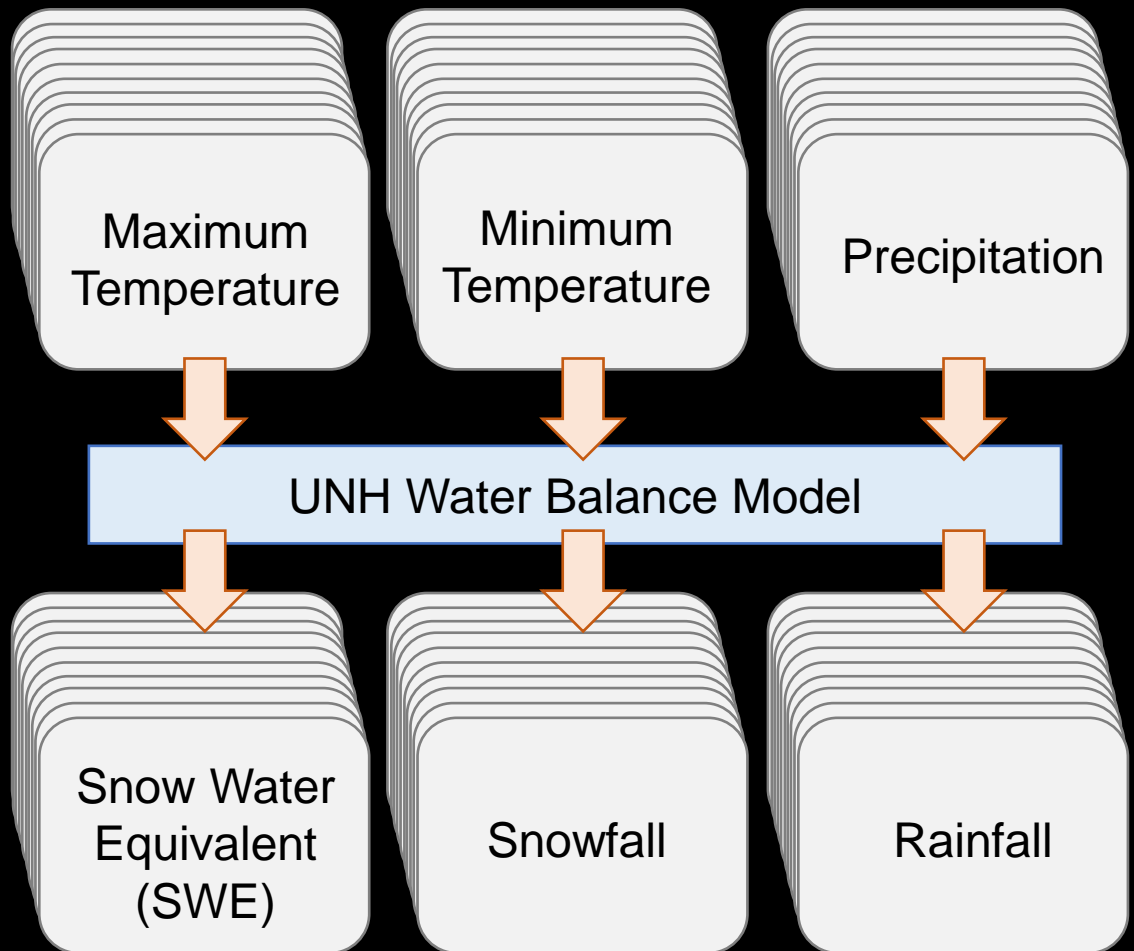 Maximum
Temperature
Minimum
Temperature
Precipitation
UNH Water Balance Model
Snow Water
Equivalent
(SWE)
Snowfall
Rainfall